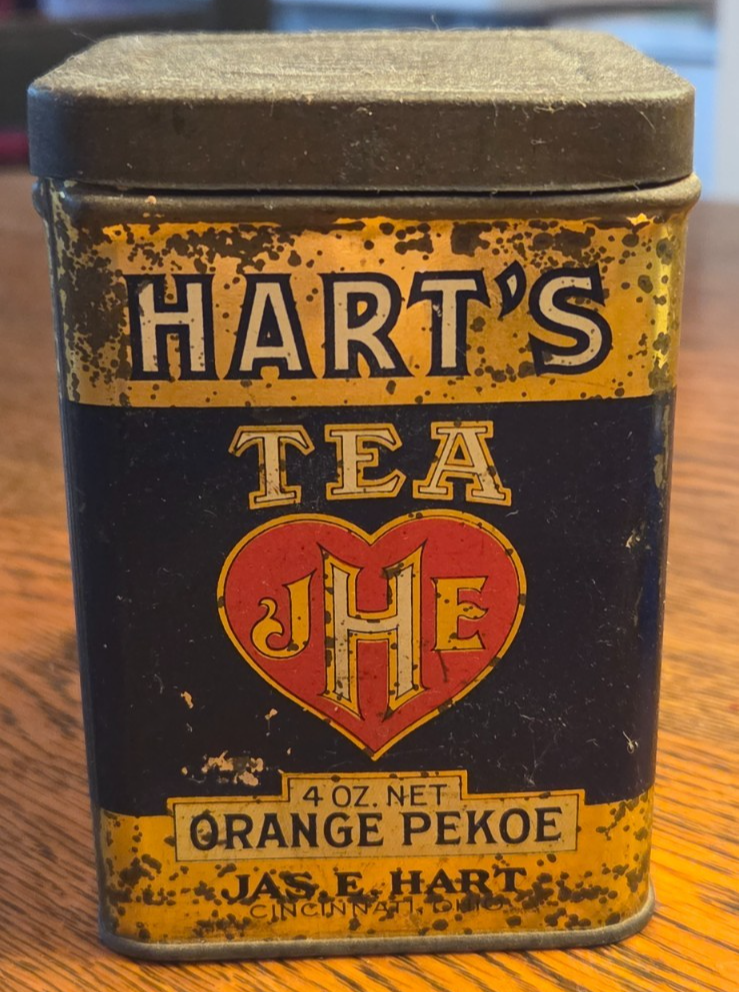 HART'S
TEA
JHE
4 OZ. NET
ORANGE PEKOE
JAS. E. HART
CINCINNATI, OHIO